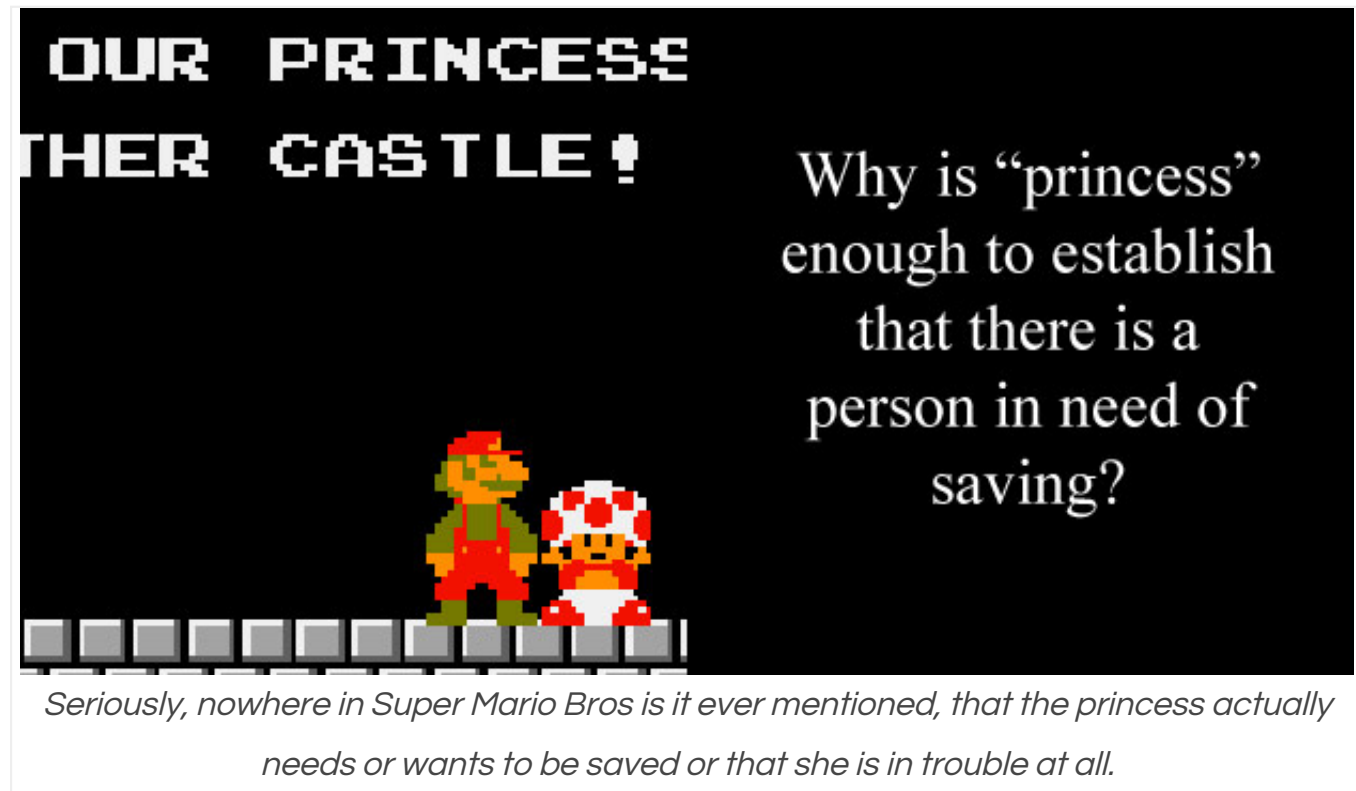 OUR PRINCESS
THER CASTLE!
Why is “princess”
enough to establish
that there is a
person in need of
saving?
Seriously, nowhere in Super Mario Bros is it ever mentioned, that the princess actually
needs or wants to be saved or that she is in trouble at all.